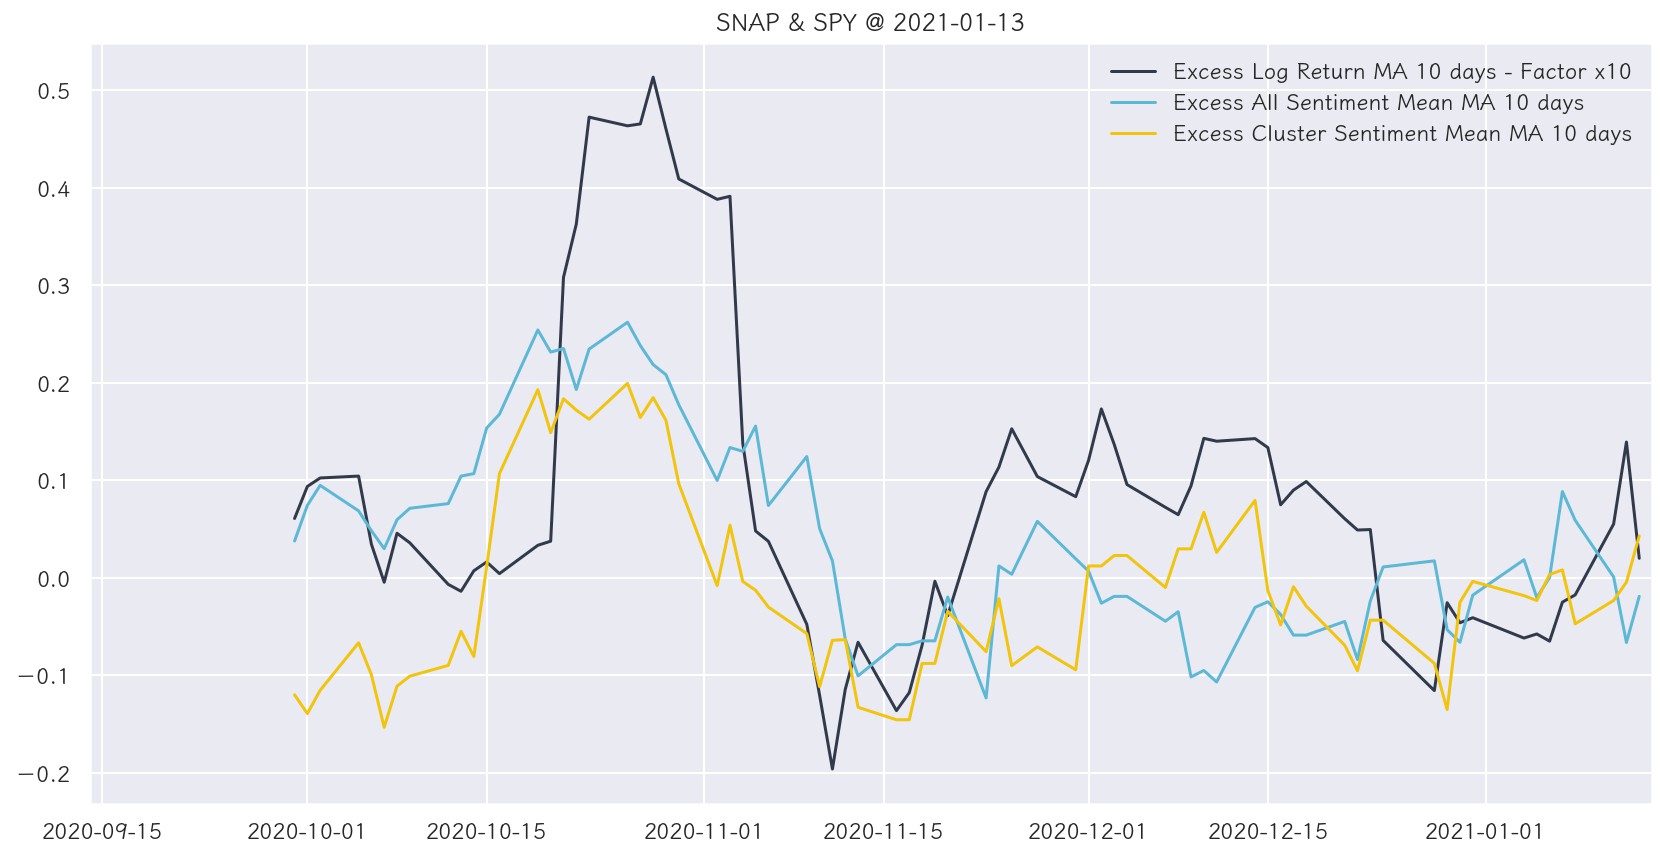 SNAP & SPY @ 2021-01-13
Excess Log Return MA 10 days - Factor x10
Excess All Sentiment Mean MA 10 days
Excess Cluster Sentiment Mean MA 10 days
0.5
0.4
0.3
0.2
0.1
0.0
−0.1
−0.2
2020-09-15 2020-10-01 2020-10-15 2020-11-01 2020-11-15 2020-12-01 2020-12-15 2021-01-01